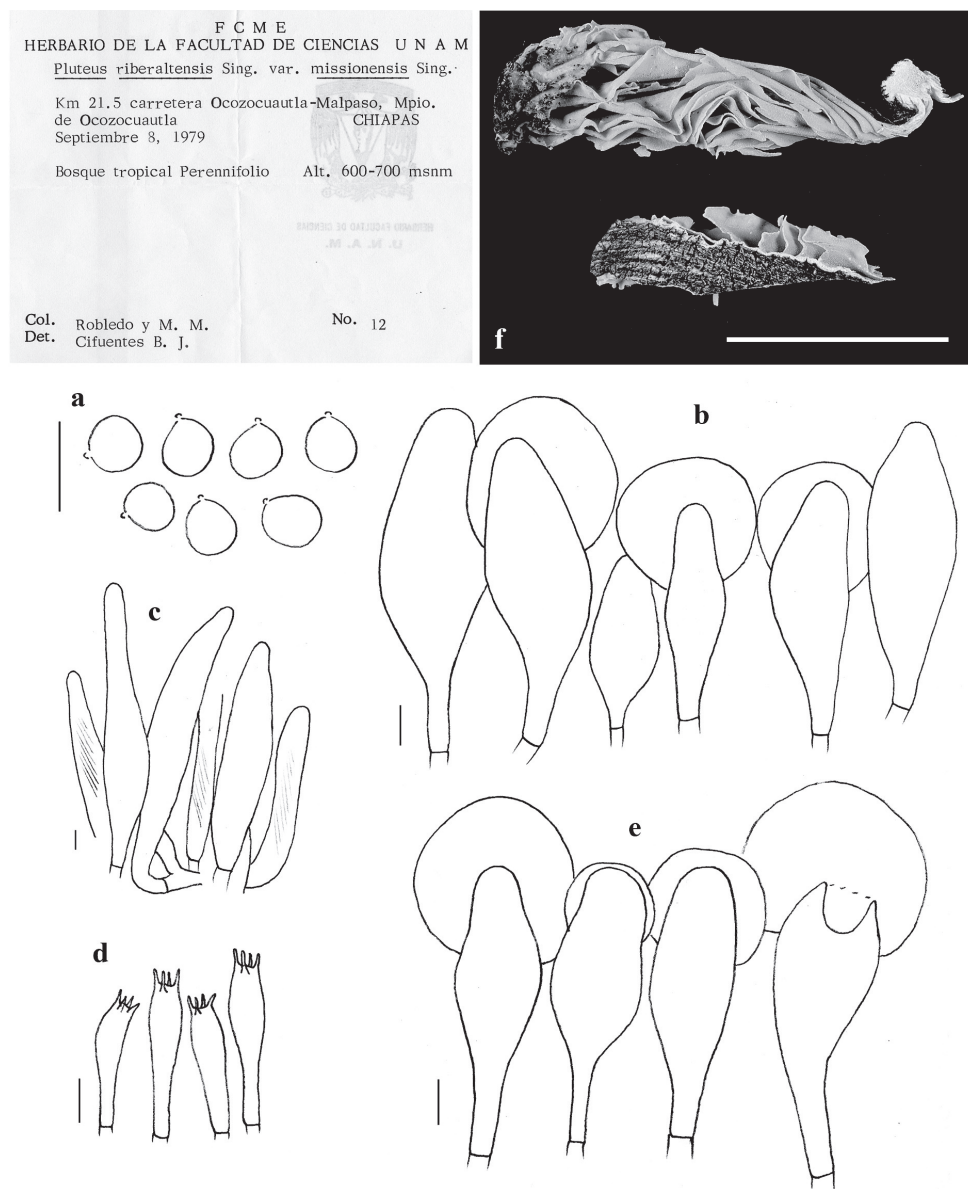 F C M E
HERBARIO DE LA FACULTAD DE CIENCIAS U N A M
Pluteus riberaltensis Sing. var. missionensis Sing.
Km 21.5 carretera Ocozocuautla-Malpaso, Mpio.
de Ocozocuautla CHIAPAS
Septiembre 8, 1979
Bosque tropical Perennifolio Alt. 600-700 msnm
HERBARIO FACULTAD DE CIENCIAS
U. N. A. M.
Col. Robledo y M. M. No. 12
Det. Cifuentes B. J.
f
a
b
c
e
d